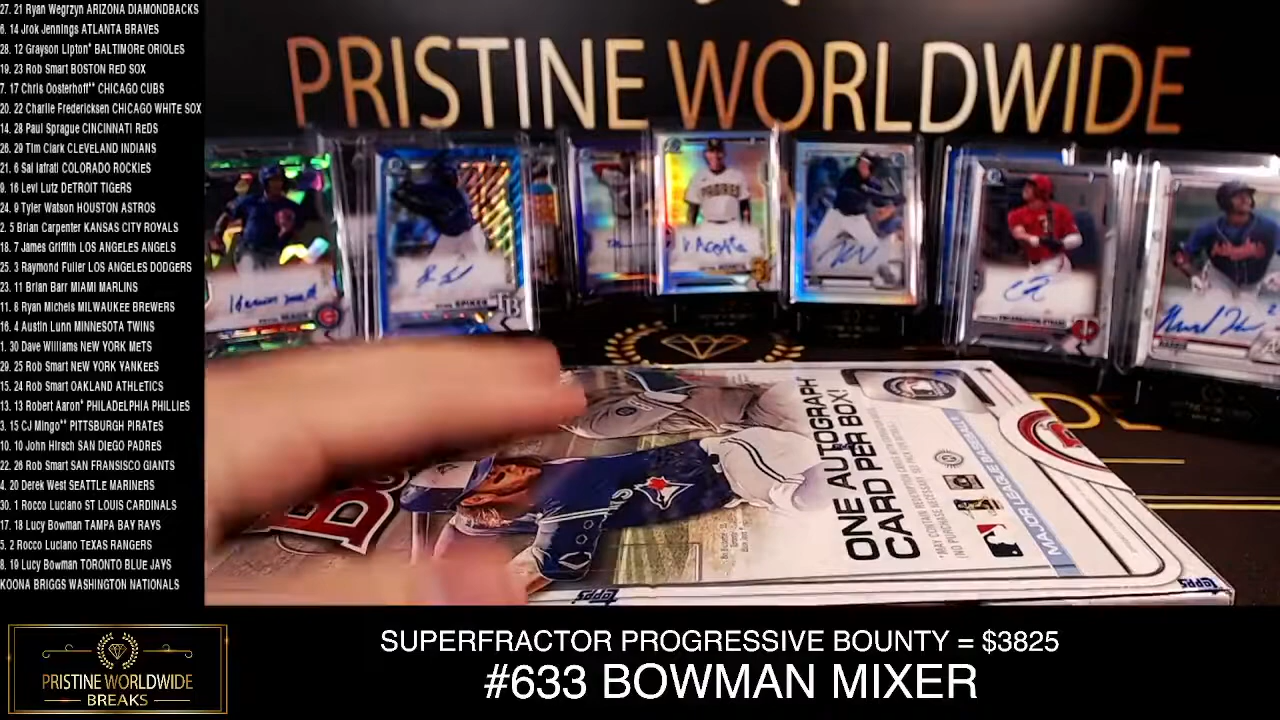 27. 21 Ryan Wegrzyn ARIZONA DIAMONDBACKS
6. 14 Jrok Jennings ATLANTA BRAVES
28. 12 Grayson Lipton* BALTIMORE ORIOLES
19. 23 Rob Smart BOSTON RED SOX
7. 17 Chris Oosterhoff** CHICAGO CUBS
20. 22 Charlie Fredericksen CHICAGO WHITE SOX
14. 28 Paul Sprague CINCINNATI REDS
26. 29 Tim Clark CLEVELAND INDIANS
21. 6 Sal Iafrati COLORADO ROCKIES
9. 16 Levi Lutz DETROIT TIGERS
24. 9 Tyler Watson HOUSTON ASTROS
2. 5 Brian Carpenter KANSAS CITY ROYALS
18. 7 James Griffith LOS ANGELES ANGELS
25. 3 Raymond Fuller LOS ANGELES DODGERS
23. 11 Brian Barr MIAMI MARLINS
11. 8 Ryan Michels MILWAUKEE BREWERS
16. 4 Austin Lunn MINNESOTA TWINS
1. 30 Dave Williams NEW YORK METS
29. 25 Rob Smart NEW YORK YANKEES
15. 24 Rob Smart OAKLAND ATHLETICS
13. 13 Robert Aaron* PHILADELPHIA PHILLIES
3. 15 CJ Mingo** PITTSBURGH PIRATES
10. 10 John Hirsch SAN DIEGO PADRES
22. 26 Rob Smart SAN FRANSISCO GIANTS
4. 20 Derek West SEATTLE MARINERS
30. 1 Rocco Luciano ST LOUIS CARDINALS
17. 18 Lucy Bowman TAMPA BAY RAYS
5. 2 Rocco Luciano TEXAS RANGERS
8. 19 Lucy Bowman TORONTO BLUE JAYS
KOONA BRIGGS WASHINGTON NATIONALS
PRISTINE WORLDWIDE
PADRES
ONE AUTOGRAPH*
CARD PER BOX!
MAJOR LEAGUE BASEBALL
Topps
Topps
PRISTINE WORLDWIDE
BREAKS
SUPERFRACTOR PROGRESSIVE BOUNTY = $3825
#633 BOWMAN MIXER